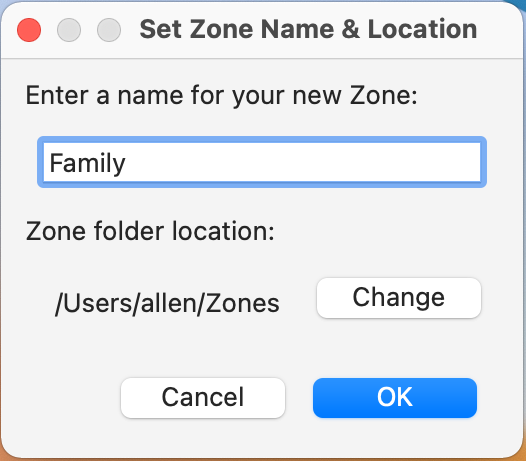 Set Zone Name & Location
Enter a name for your new Zone:
Family
Zone folder location:
/Users/allen/Zones
Change
Cancel
OK